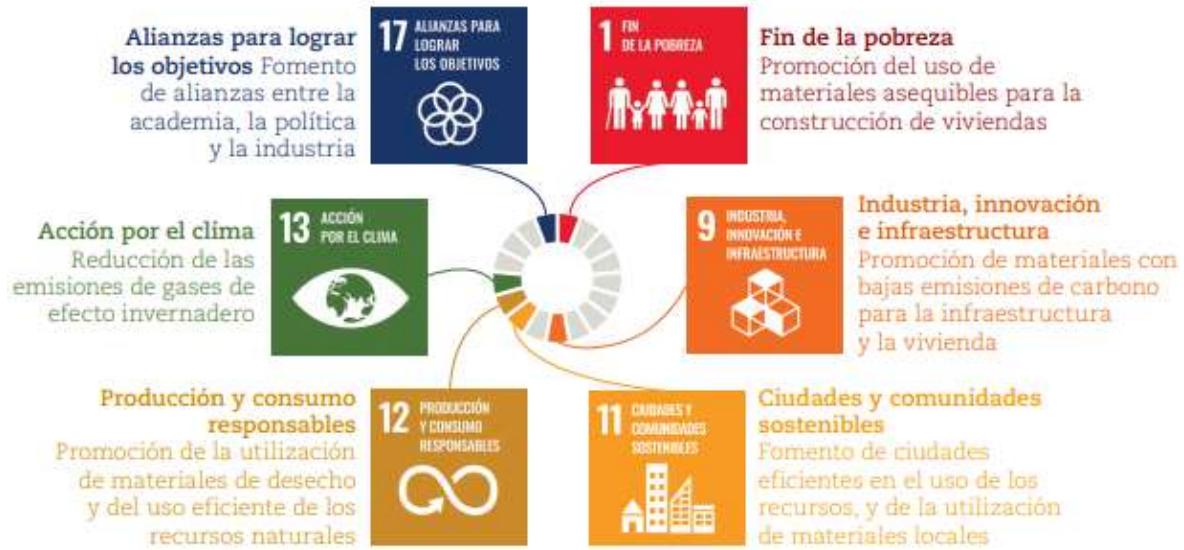 Alianzas para lograr
los objetivos Fomento
de alianzas entre la
academia, la política
y la industria
17 ALIANZAS PARA
LOGRAR
LOS OBJETIVOS
1 FIN
DE LA POBREZA
Fin de la pobreza
Promoción del uso de
materiales asequibles para la
construcción de viviendas
Acción por el clima
Reducción de las
emisiones de gases de
efecto invernadero
13 ACCIÓN
POR EL CLIMA
9 INDUSTRIA,
INNOVACIÓN E
INFRAESTRUCTURA
Industria, innovación
e infraestructura
Promoción de materiales con
bajas emisiones de carbono
para la infraestructura
y la vivienda
Producción y consumo
responsables
Promoción de la utilización
de materiales de desecho
y del uso eficiente de los
recursos naturales
12 PRODUCCIÓN
Y CONSUMO
RESPONSABLES
11 CIUDADES Y
COMUNIDADES
SOSTENIBLES
Ciudades y comunidades
sostenibles
Fomento de ciudades
eficientes en el uso de los
recursos, y de la utilización
de materiales locales